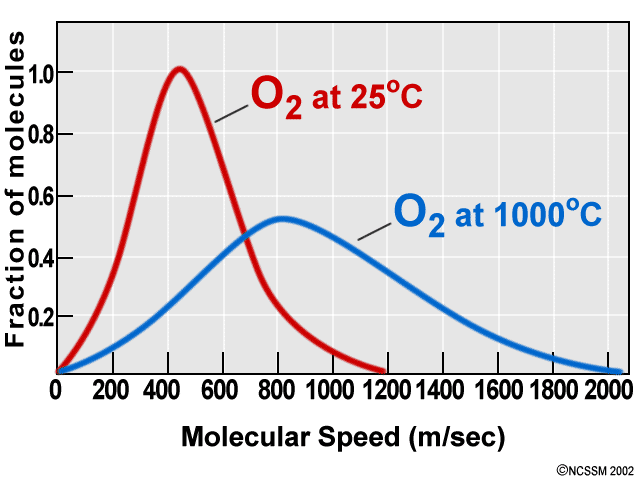 Fraction of molecules
1.0
0.8
0.6
0.4
0.2
O2 at 25°C
O2 at 1000°C
0 200 400 600 800 1000 1200 1400 1600 1800 2000
Molecular Speed (m/sec)
©NCSSM 2002